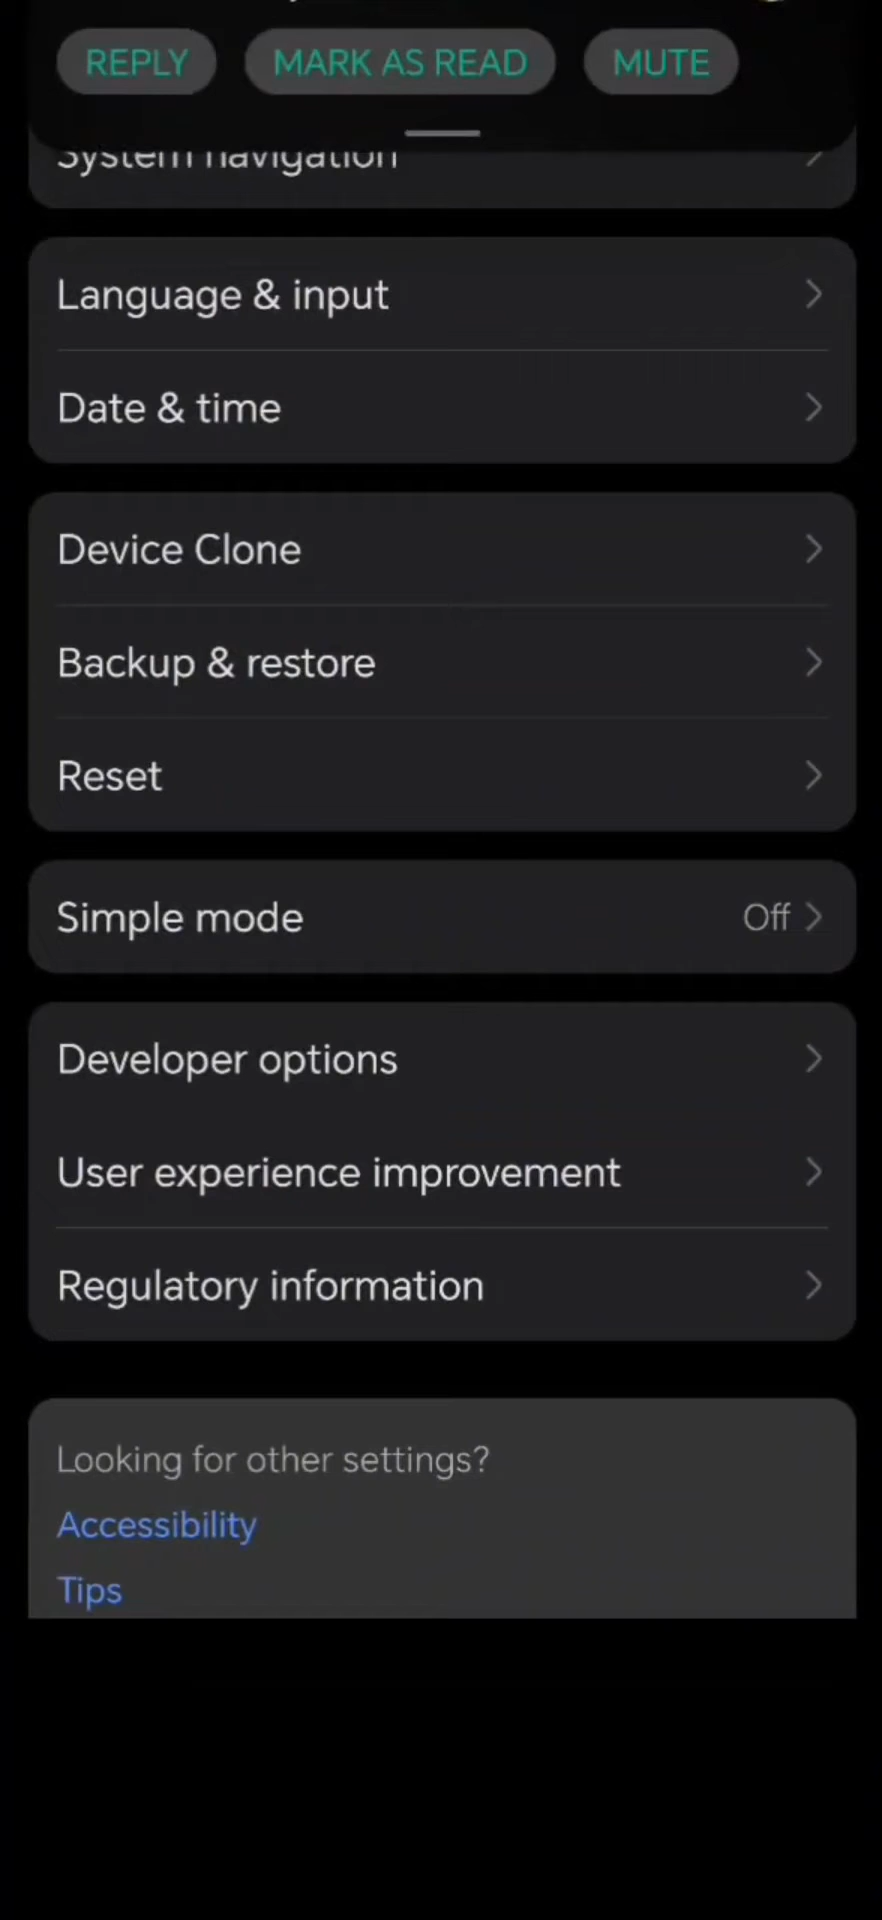 REPLY MARK AS READ MUTE
System navigation
Language & input
Date & time
Device Clone
Backup & restore
Reset
Simple mode Off
Developer options
User experience improvement
Regulatory information
Looking for other settings?
Accessibility
Tips